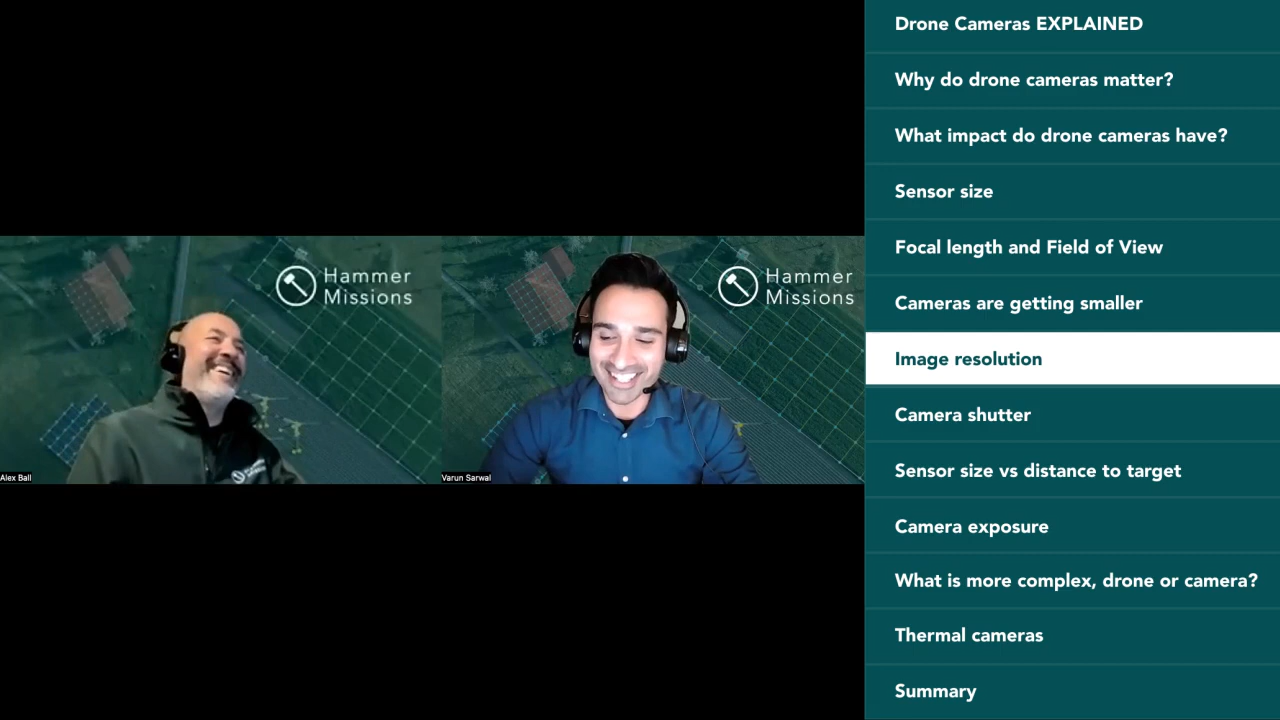 Hammer
Missions
Alex Ball
Hammer
Missions
Varun Sarwal
Drone Cameras EXPLAINED
Why do drone cameras matter?
What impact do drone cameras have?
Sensor size
Focal length and Field of View
Cameras are getting smaller
Image resolution
Camera shutter
Sensor size vs distance to target
Camera exposure
What is more complex, drone or camera?
Thermal cameras
Summary